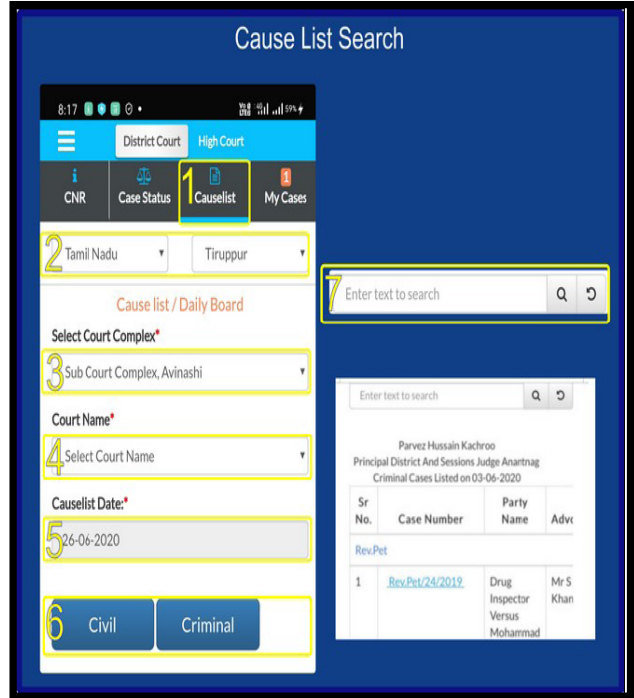 Cause List Search
8:17 59%
District Court High Court
1
CNR Case Status Causelist My Cases
2 Tamil Nadu Tiruppur
Cause list / Daily Board
Select Court Complex*
3 Sub Court Complex, Avinashi
Court Name*
4 Select Court Name
Causelist Date:*
5 26-06-2020
6 Civil Criminal
7 Enter text to search
Enter text to search
Parvez Hussain Kachroo
Principal District And Sessions Judge Anantnag
Criminal Cases Listed on 03-06-2020
Sr Party
No. Case Number Name Advc
Rev.Pet
1 Rev.Pet/24/2019 Drug Mr S
Inspector Khan
Versus
Mohammad